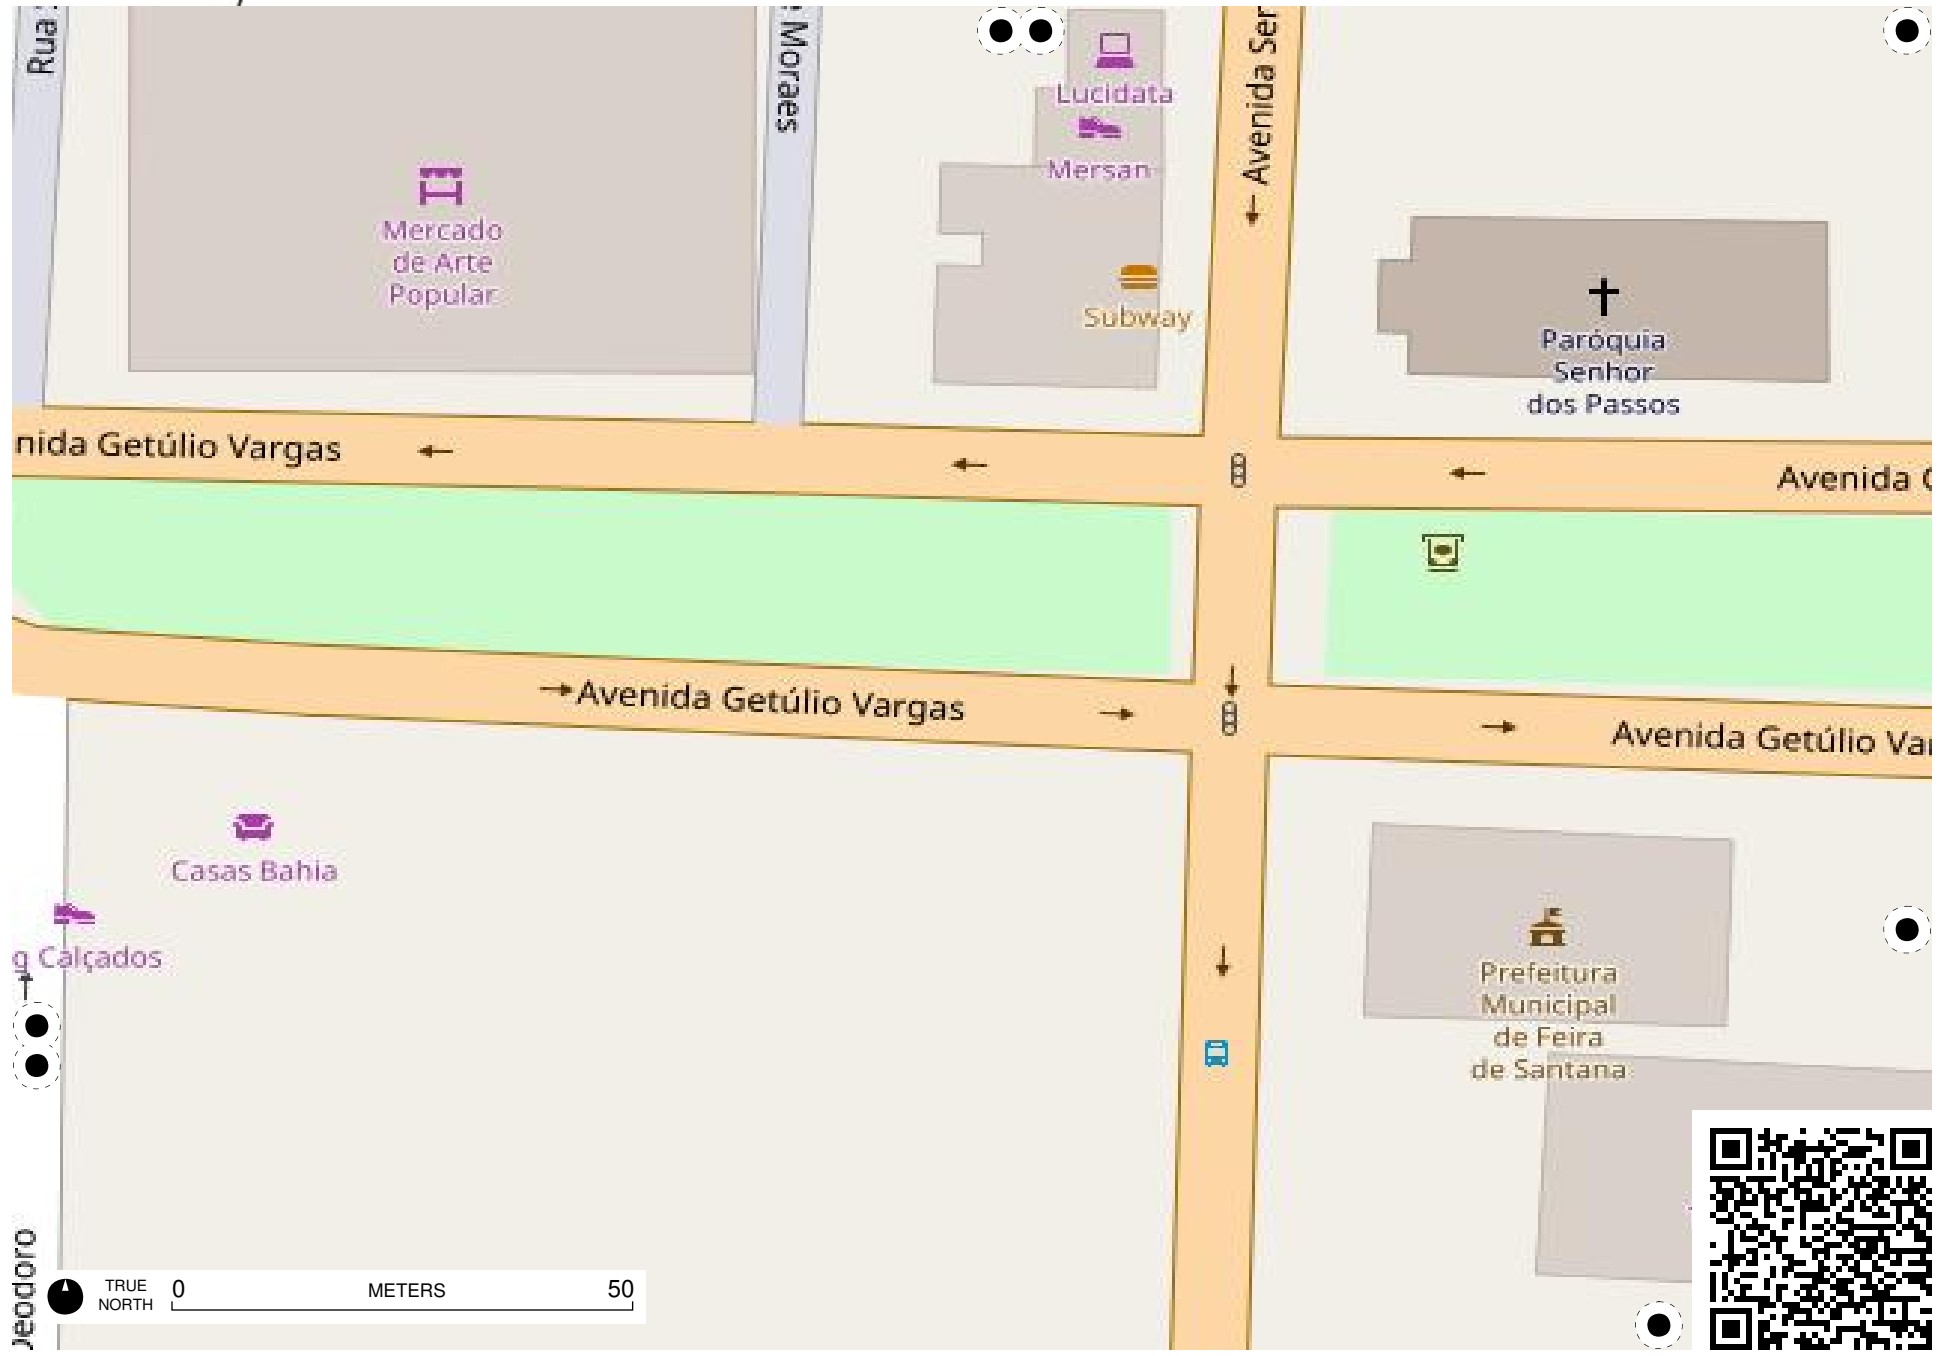 Rua
Moraes
Avenida Ser
Lucidata
Mersan
Mercado
de Arte
Popular
Subway
Paróquia
Senhor
dos Passos
nida Getúlio Vargas
Avenida
Avenida Getúlio Vargas
Avenida Getúlio Var
Casas Bahia
g Calçados
Prefeitura
Municipal
de Feira
de Santana
Deodoro
TRUE
NORTH
0 METERS 50